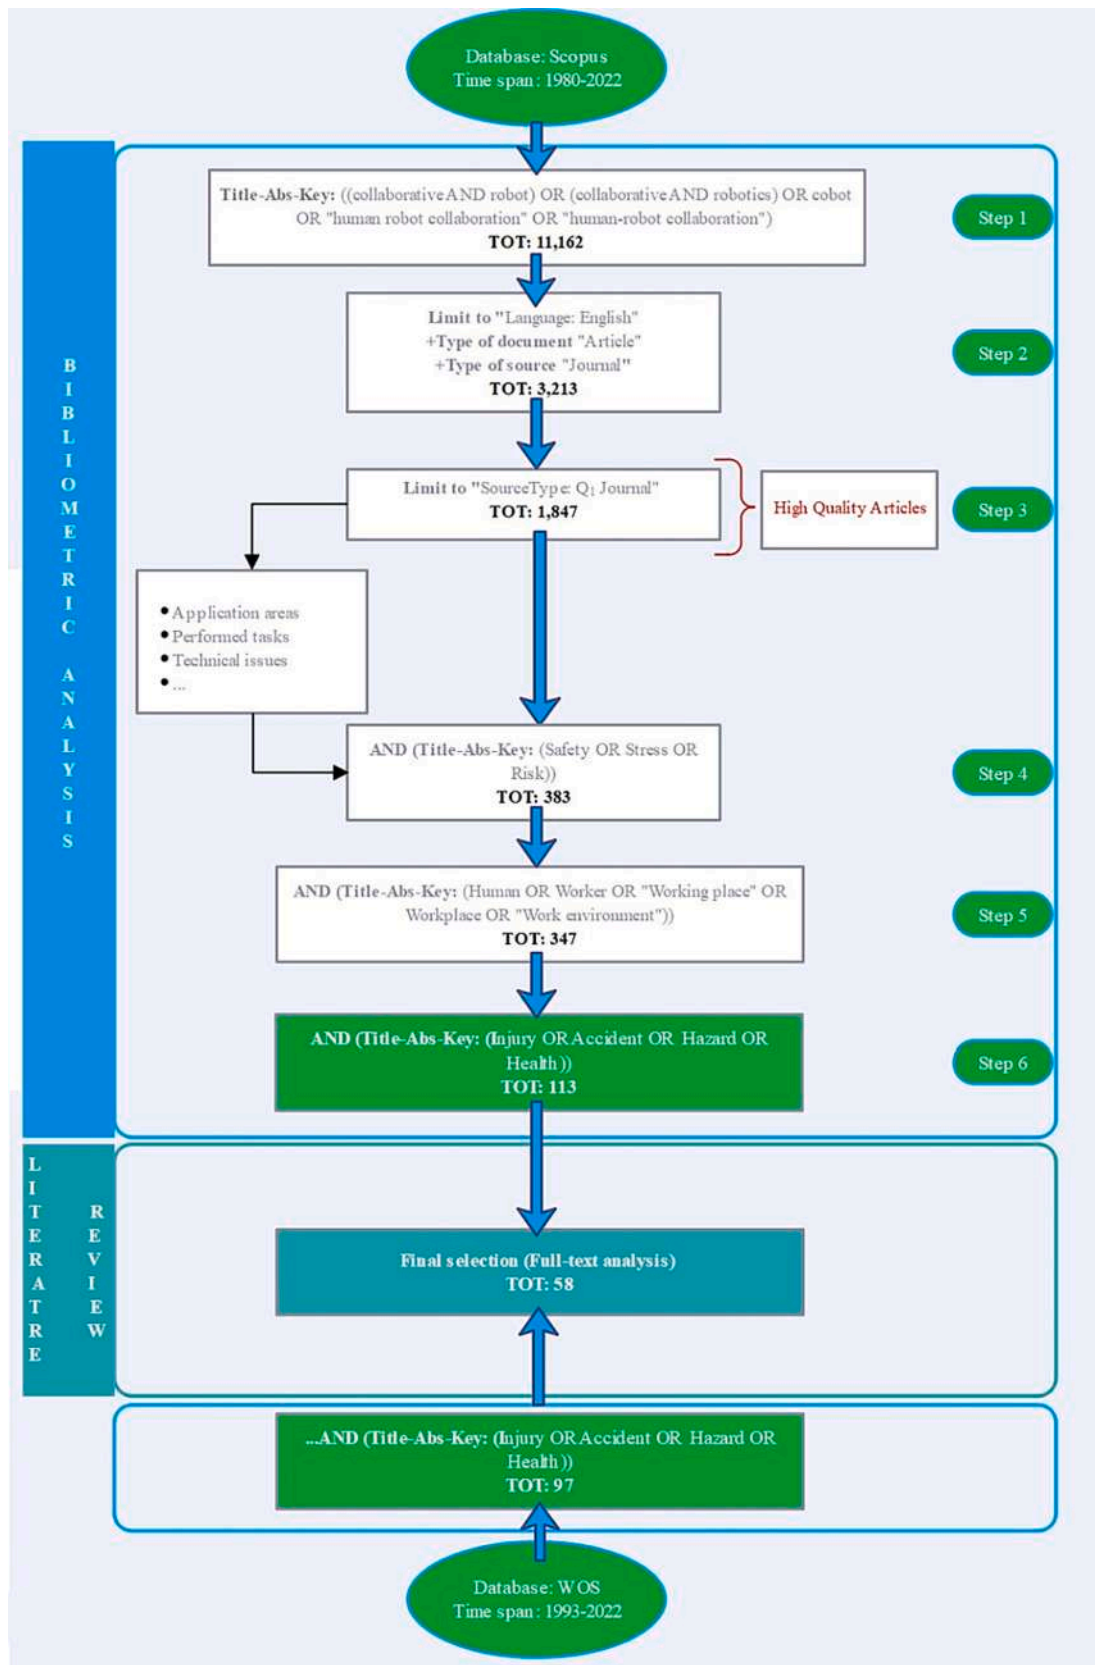 Database: Scopus
Time span: 1980-2022
Title-Abs-Key: ((collaborative AND robot) OR (collaborative AND robotics) OR cobot
OR "human robot collaboration" OR "human-robot collaboration")
TOT: 11,162
Step 1
Limit to "Language: English"
+Type of document "Article"
+Type of source "Journal"
TOT: 3,213
Step 2
Limit to "SourceType: Q1 Journal"
TOT: 1,847
High Quality Articles
Step 3
• Application areas
• Performed tasks
• Technical issues
• ...
AND (Title-Abs-Key: (Safety OR Stress OR
Risk))
TOT: 383
Step 4
AND (Title-Abs-Key: (Human OR Worker OR "Working place" OR
Workplace OR "Work environment"))
TOT: 347
Step 5
AND (Title-Abs-Key: (Injury OR Accident OR Hazard OR
Health))
TOT: 113
Step 6
BIBLIOMETRIC ANALYSIS
LITERATRE
REVIEW
Final selection (Full-text analysis)
TOT: 58
...AND (Title-Abs-Key: (Injury OR Accident OR Hazard OR
Health))
TOT: 97
Database: WOS
Time span: 1993-2022